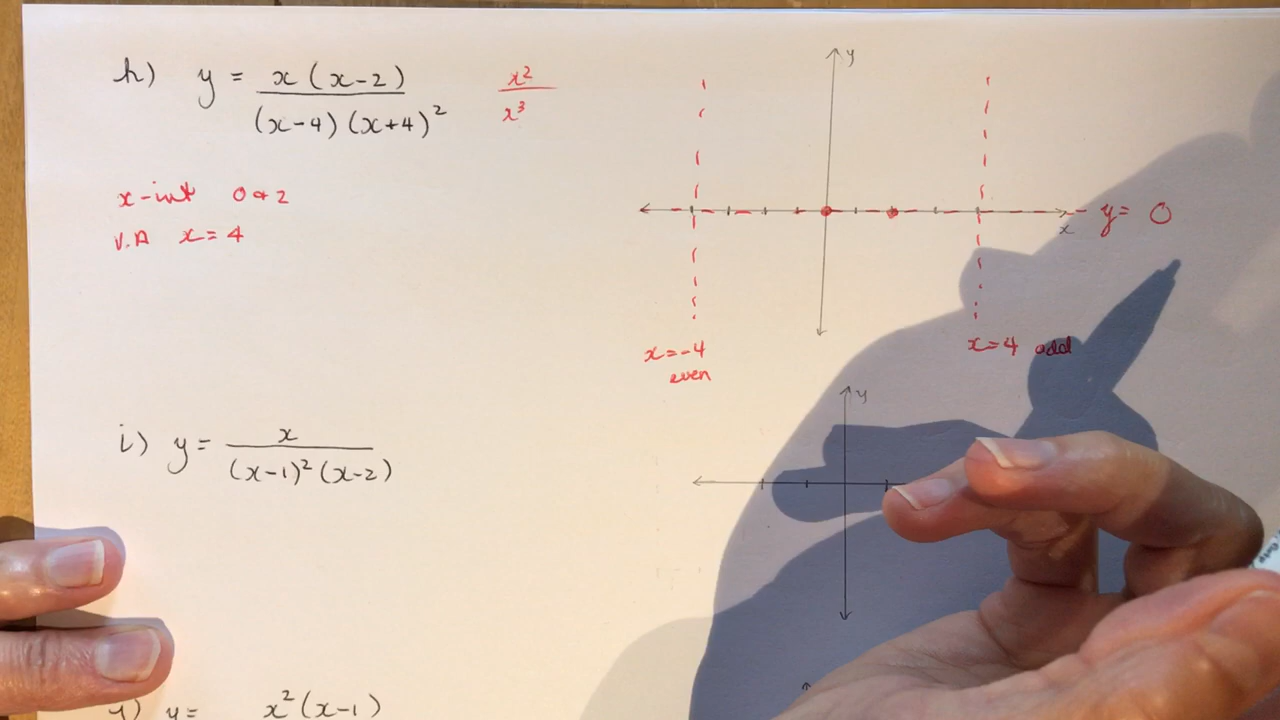 h) y = x(x-2) / (x-4)(x+4)²
x² / x³
x-int 0 & 2
V.A x=4
y
x
y= 0
x=-4
even
x=4 odd
i) y= x / (x-1)²(x-2)
y
y= x²(x-1)